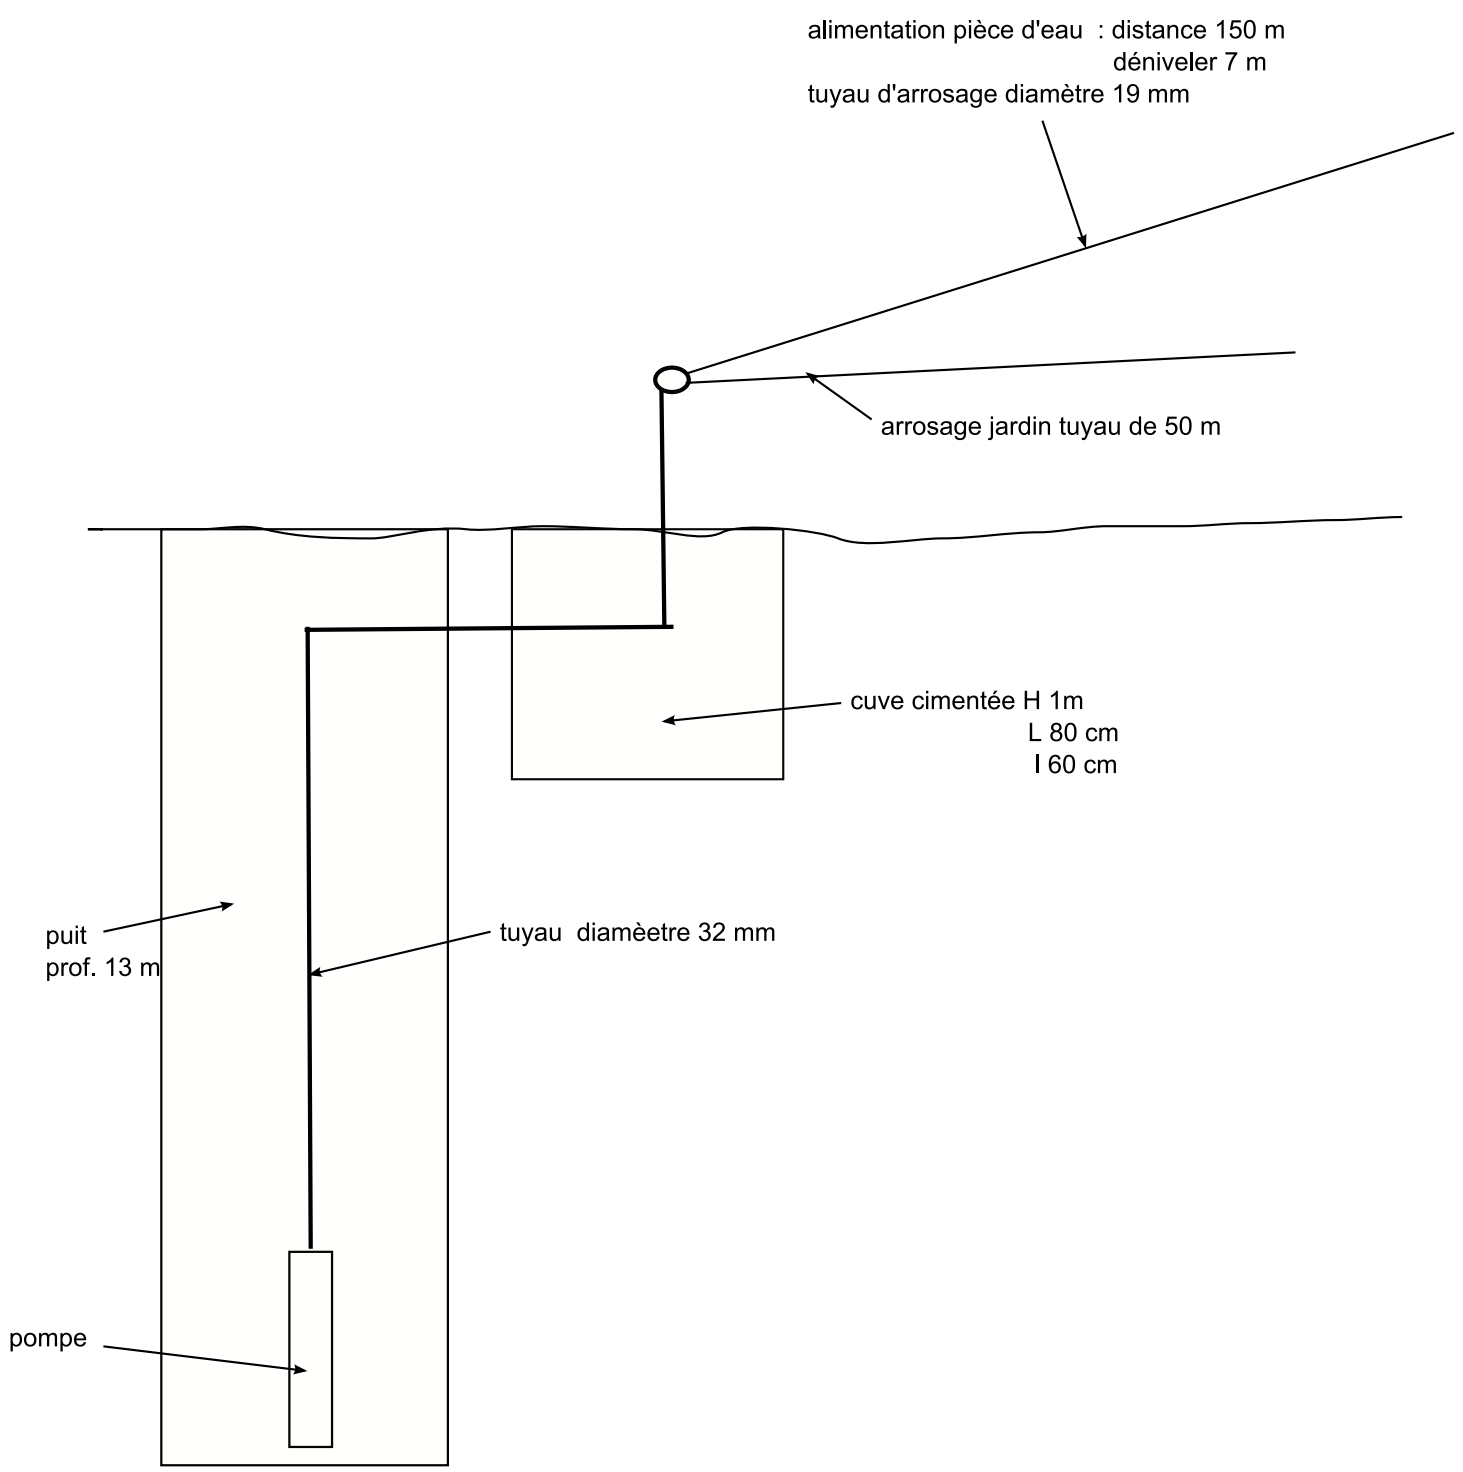 alimentation pièce d'eau : distance 150 m
déniveler 7 m
tuyau d'arrosage diamètre 19 mm
arrosage jardin tuyau de 50 m
cuve cimentée H 1m
L 80 cm
l 60 cm
puit
prof. 13 m
tuyau diamèetre 32 mm
pompe